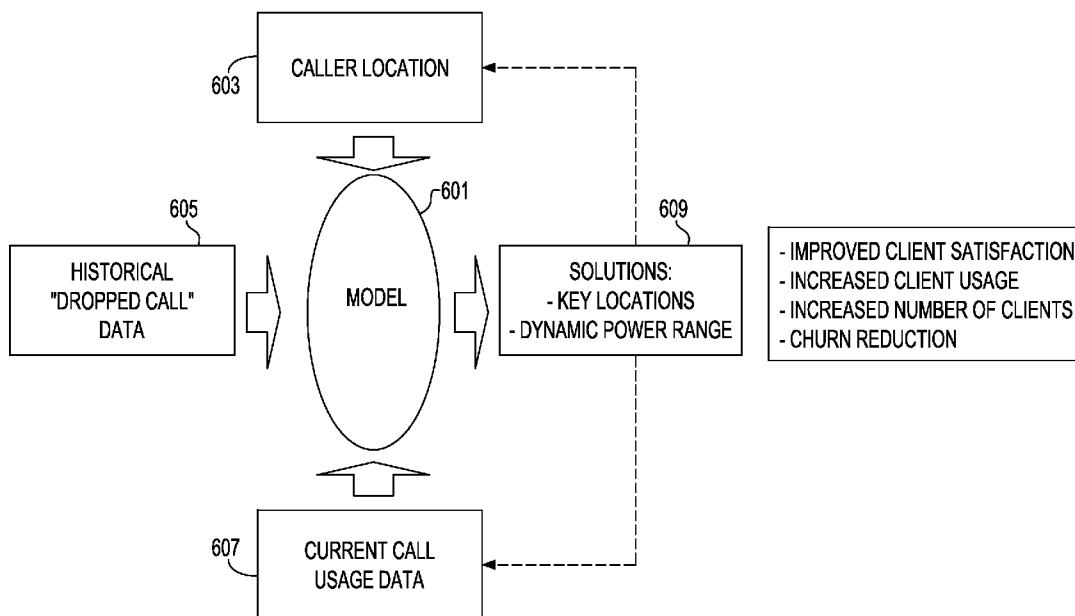 CALLER LOCATION
603
601
605
HISTORICAL
"DROPPED CALL"
DATA
MODEL
609
SOLUTIONS:
- KEY LOCATIONS
- DYNAMIC POWER RANGE
- IMPROVED CLIENT SATISFACTION
- INCREASED CLIENT USAGE
- INCREASED NUMBER OF CLIENTS
- CHURN REDUCTION
607
CURRENT CALL
USAGE DATA